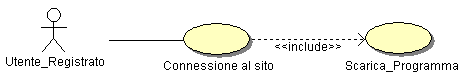 <<include>>
Utente_Registrato
Connessione al sito
Scarica_Programma